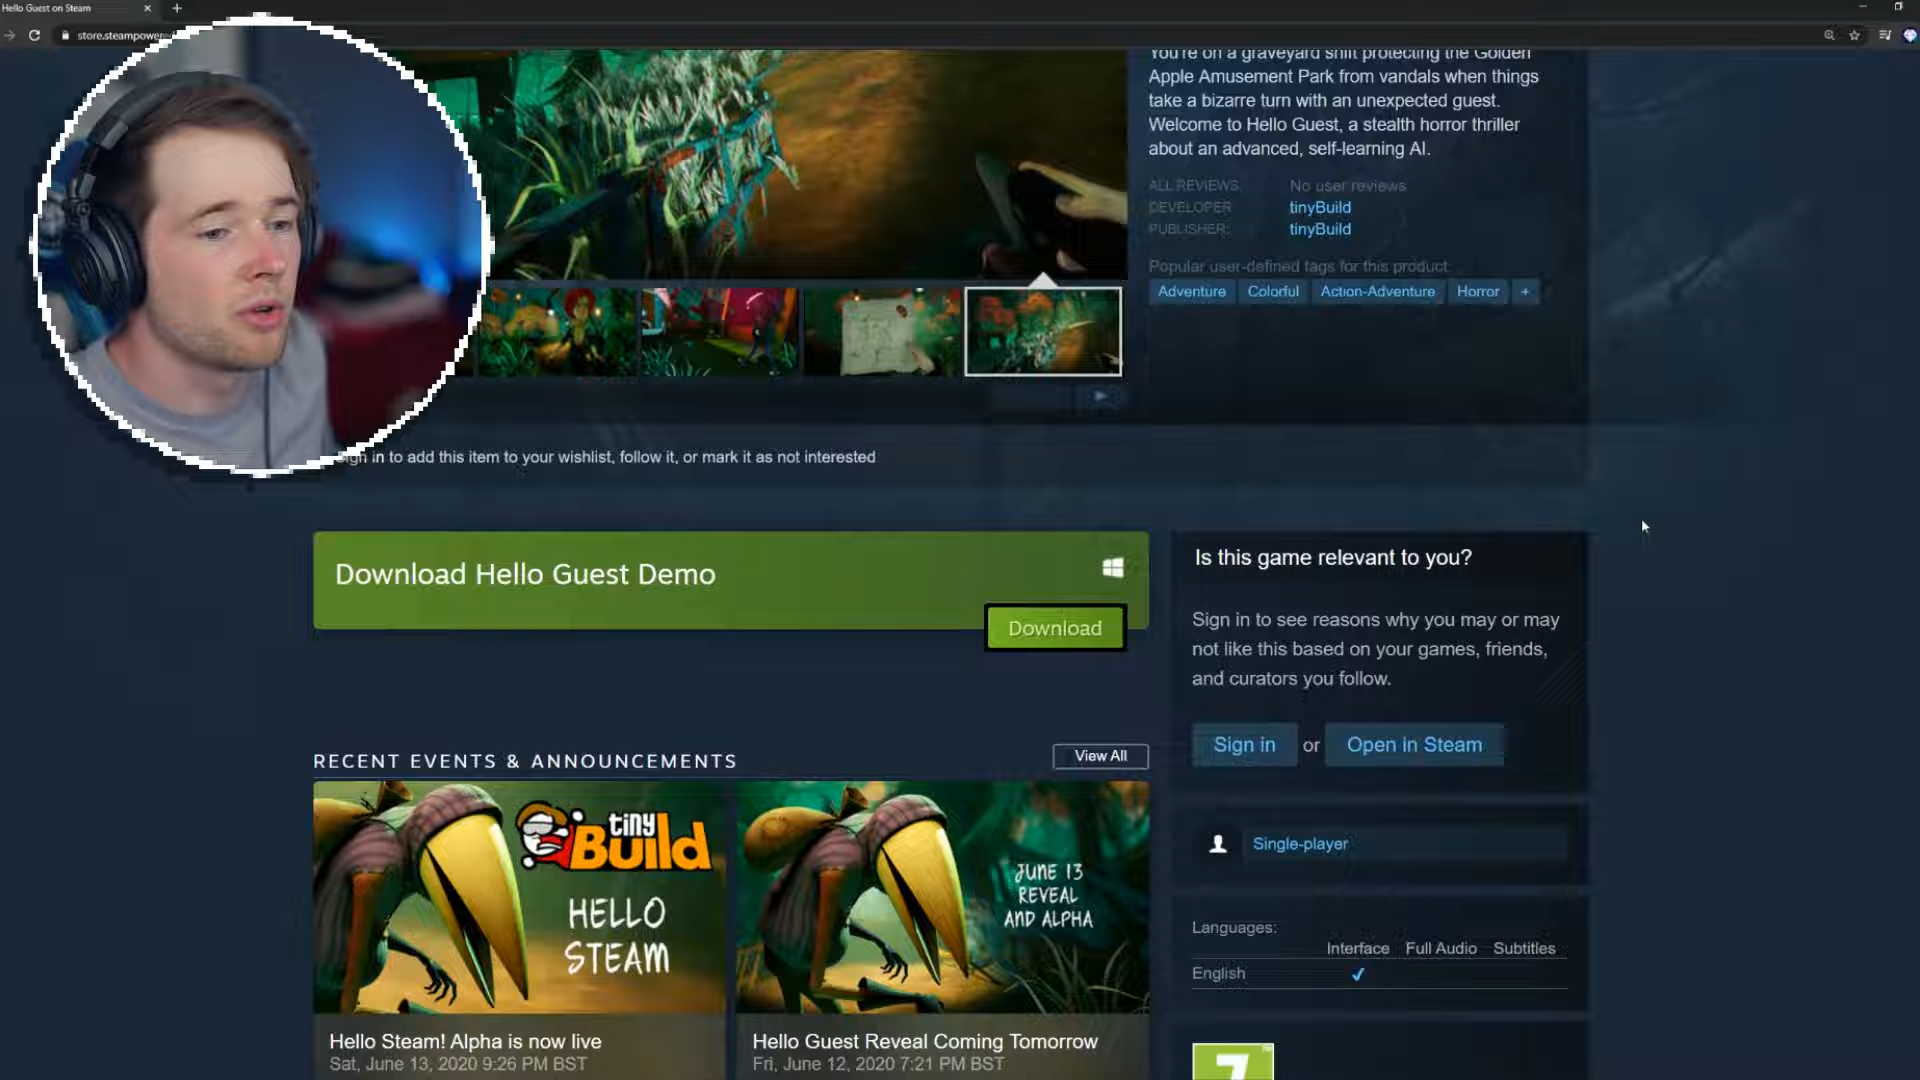 Hello Guest on Steam
store.steampower
You're on a graveyard shift protecting the Golden
Apple Amusement Park from vandals when things
take a bizarre turn with an unexpected guest.
Welcome to Hello Guest, a stealth horror thriller
about an advanced, self-learning AI.
ALL REVIEWS: No user reviews
DEVELOPER: tinyBuild
PUBLISHER: tinyBuild
Popular user-defined tags for this product:
Adventure Colorful Action-Adventure Horror +
Sign in to add this item to your wishlist, follow it, or mark it as not interested
Download Hello Guest Demo
Download
Is this game relevant to you?
Sign in to see reasons why you may or may
not like this based on your games, friends,
and curators you follow.
Sign in or Open in Steam
RECENT EVENTS & ANNOUNCEMENTS
View All
tiny
Build
HELLO
STEAM
JUNE 13
REVEAL
AND ALPHA
Hello Steam! Alpha is now live
Sat, June 13, 2020 9:26 PM BST
Hello Guest Reveal Coming Tomorrow
Fri, June 12, 2020 7:21 PM BST
Single-player
Languages:
Interface Full Audio Subtitles
English ✔
7